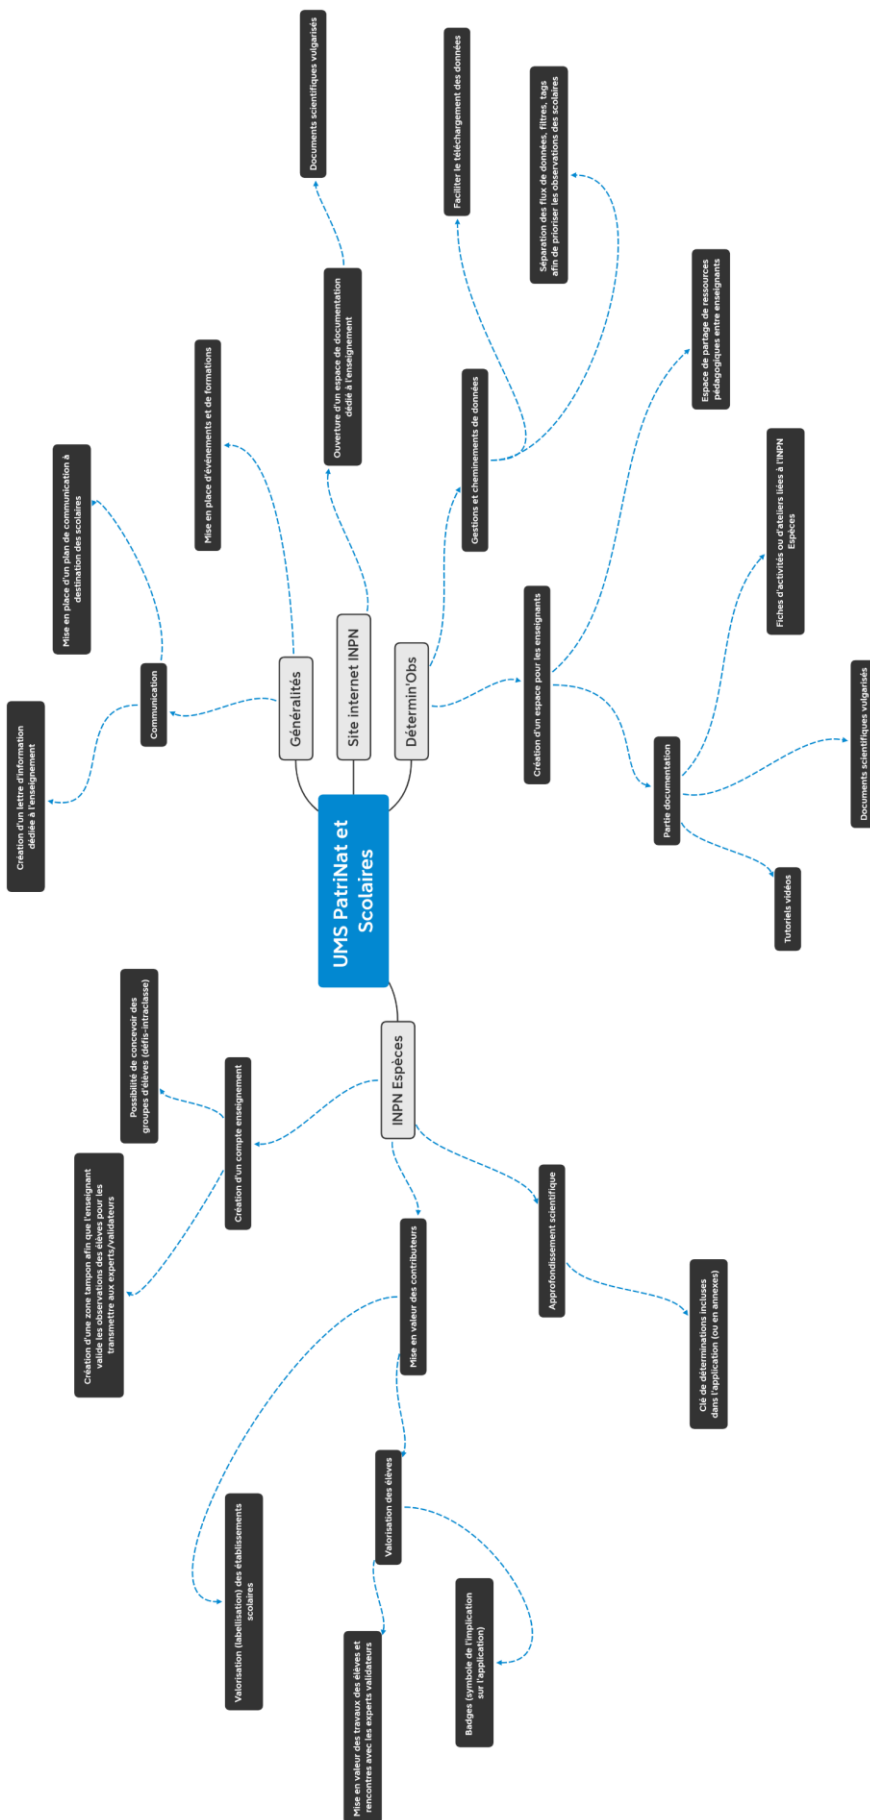 UMS PatriNat et
Scolaires
Généralités
Communication
Création d'un lettre d'information
dédiée à l'enseignement
Mise en place d'un plan de communication à
destination des scolaires
Mise en place d'événements et de formations
Site internet INPN
Ouverture d'un espace de documentation
dédié à l'enseignement
Documents scientifiques vulgarisés
Détermin'Obs
Gestions et cheminements de données
Faciliter le téléchargement des données
Séparation des flux de données, filtres, tags
afin de prioriser les observations des scolaires
Création d'un espace pour les enseignants
Espace de partage de ressources
pédagogiques entre enseignants
Partie documentation
Fiches d'activités ou d'ateliers liées à l'INPN
Espèces
Documents scientifiques vulgarisés
Tutoriels vidéos
INPN Espèces
Création d'un compte enseignement
Possibilité de concevoir des
groupes d'élèves (défis-intraclasse)
Création d'une zone tampon afin que l'enseignant
valide les observations des élèves pour les
transmettre aux experts/validateurs
Mise en valeur des contributeurs
Valorisation (labellisation) des établissements
scolaires
Valorisation des élèves
Mise en valeur des travaux des élèves et
rencontres avec les experts validateurs
Badges (symbole de l'implication
sur l'application)
Approfondissement scientifique
Clé de déterminations incluses
dans l'application (ou en annexes)